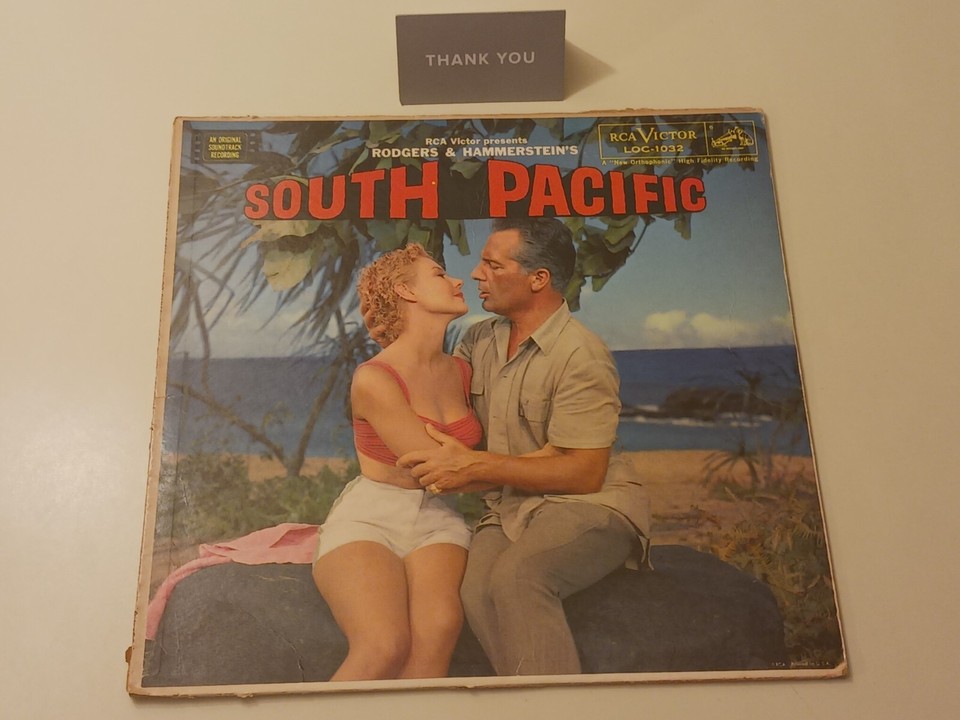 THANK YOU
AN ORIGINAL
SOUNDTRACK
RECORDING
RCA Victor presents
RODGERS & HAMMERSTEIN'S
SOUTH PACIFIC
RCA VICTOR
LOC-1032
A "New Orthophonic" High Fidelity Recording